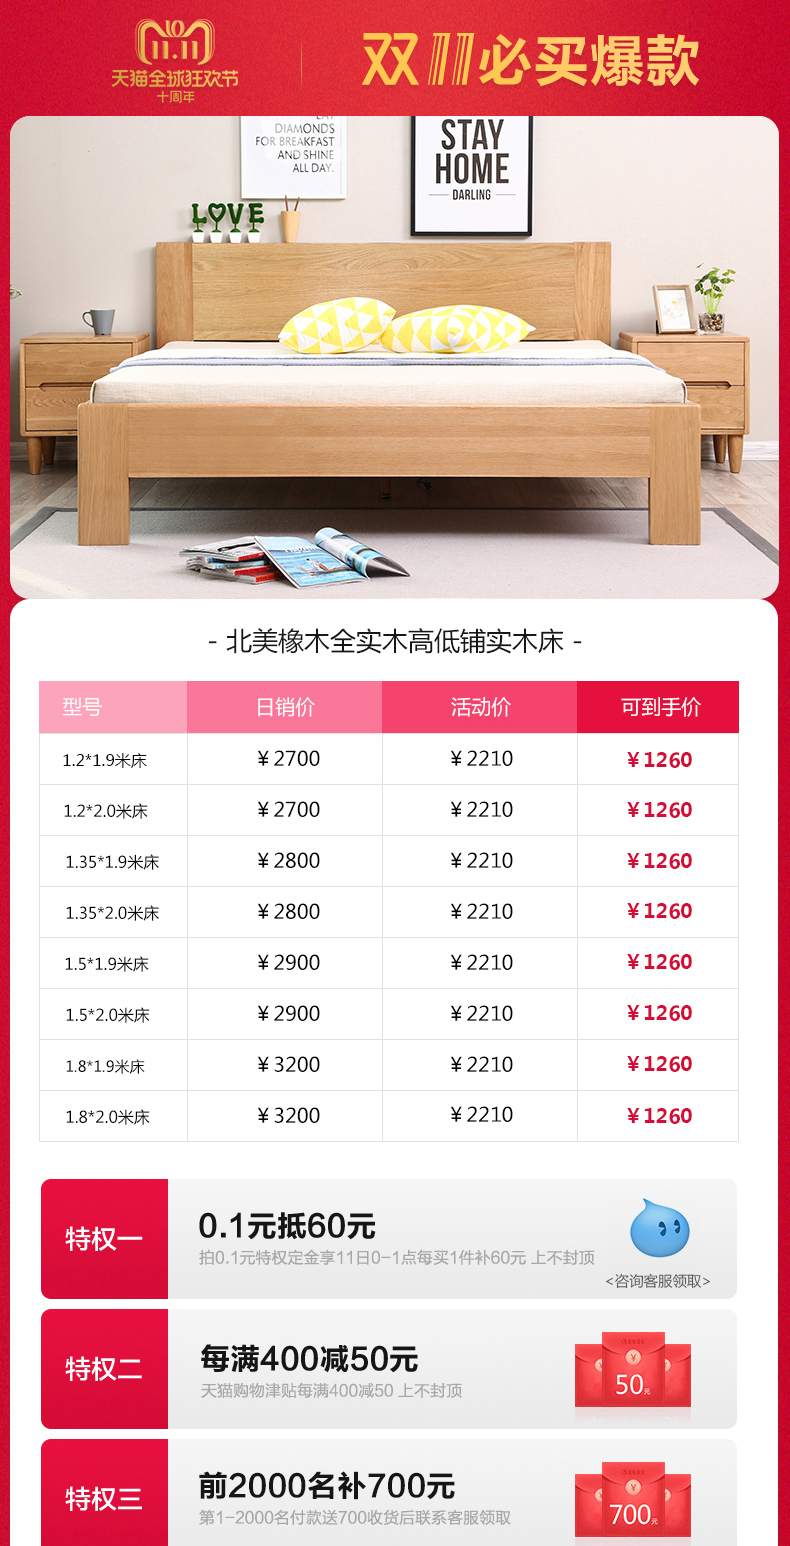 11.11
天猫全球狂欢节
十周年
双11必买爆款
DIAMONDS
FOR BREAKFAST
AND SHINE
ALL DAY.
STAY
HOME
DARLING
LOVE
- 北美橡木全实木高低铺实木床 -
型号 日销价 活动价 可到手价
1.2*1.9米床 ¥2700 ¥2210 ¥1260
1.2*2.0米床 ¥2700 ¥2210 ¥1260
1.35*1.9米床 ¥2800 ¥2210 ¥1260
1.35*2.0米床 ¥2800 ¥2210 ¥1260
1.5*1.9米床 ¥2900 ¥2210 ¥1260
1.5*2.0米床 ¥2900 ¥2210 ¥1260
1.8*1.9米床 ¥3200 ¥2210 ¥1260
1.8*2.0米床 ¥3200 ¥2210 ¥1260
特权一
0.1元抵60元
拍0.1元特权定金享11日0-1点每买1件补60元 上不封顶
<咨询客服领取>
特权二
每满400减50元
天猫购物津贴每满400减50 上不封顶
¥
50元
特权三
前2000名补700元
第1-2000名付款送700收货后联系客服领取
¥
700元